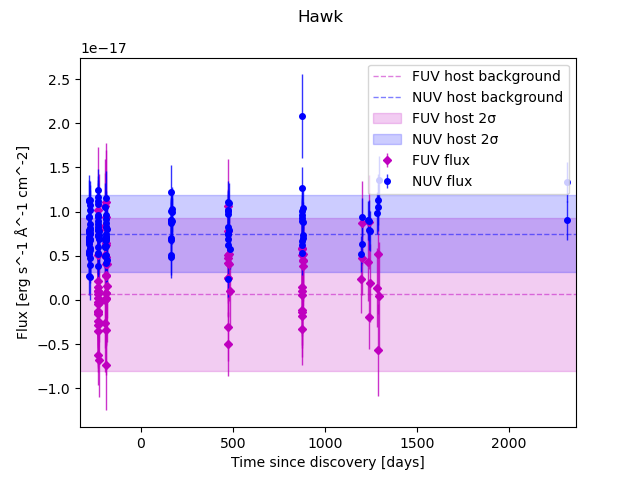 Hawk
1e−17
FUV host background
NUV host background
FUV host 2σ
NUV host 2σ
FUV flux
NUV flux
2.5
2.0
1.5
1.0
0.5
0.0
−0.5
−1.0
Flux [erg s^-1 Å^-1 cm^-2]
0 500 1000 1500 2000
Time since discovery [days]